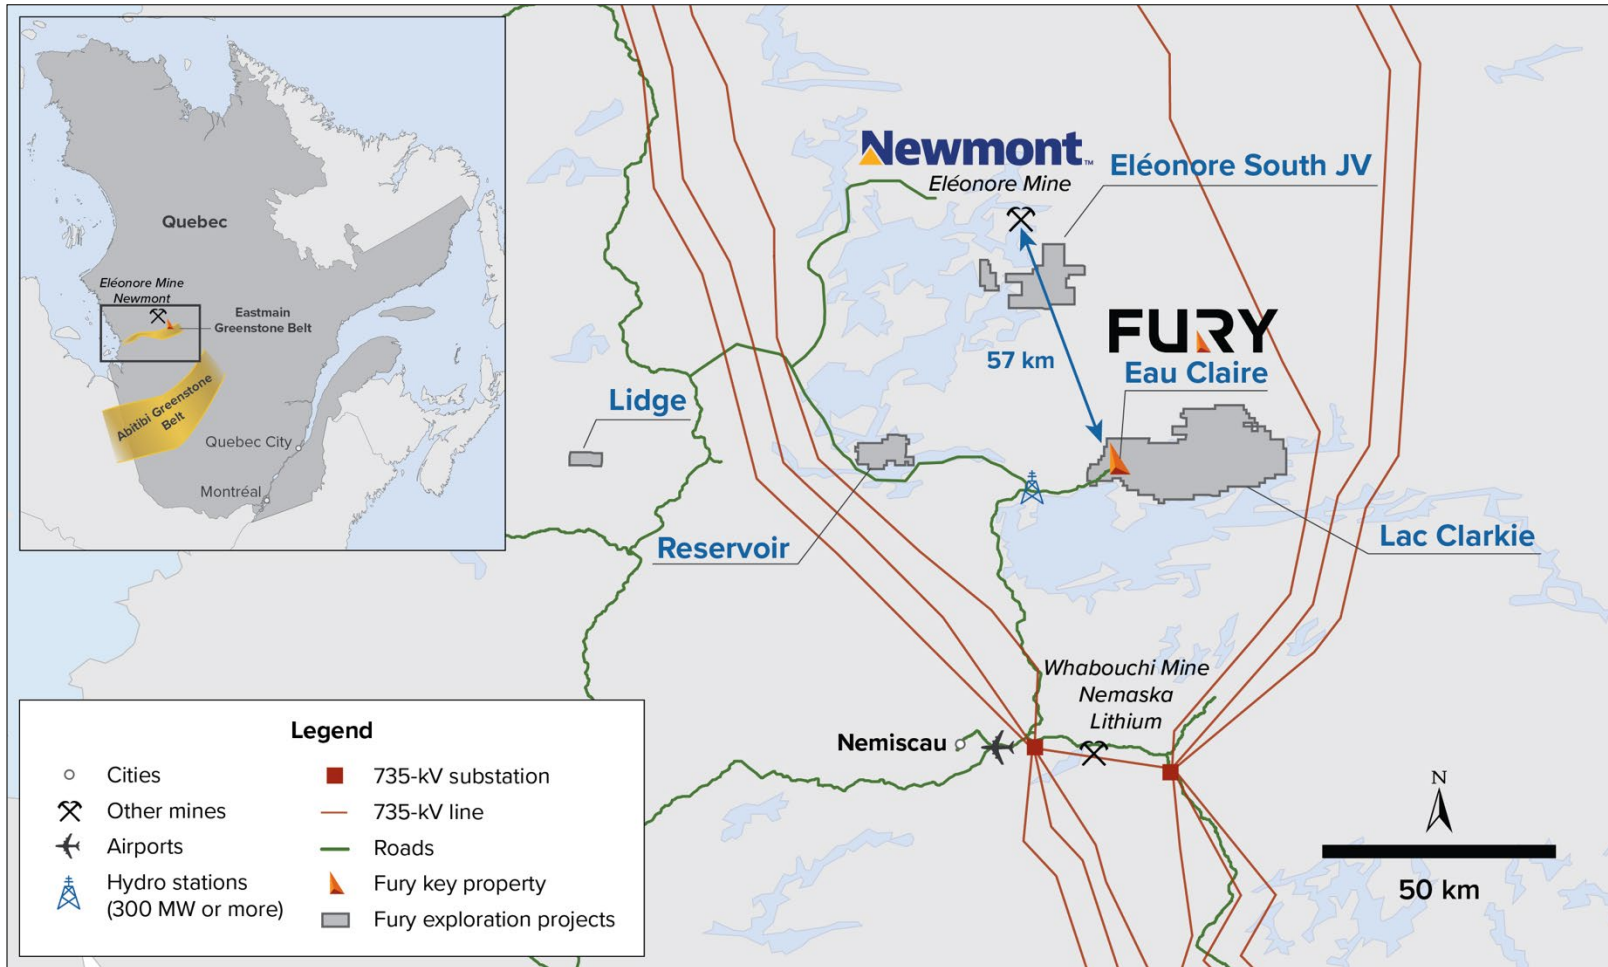 Quebec
Eléonore Mine
Newmont
Eastmain
Greenstone Belt
Abitibi Greenstone
Belt
Quebec City
Montréal
Newmont™
Eléonore Mine
Eléonore South JV
57 km
FURY
Eau Claire
Lidge
Reservoir
Lac Clarkie
Whabouchi Mine
Nemaska
Lithium
Nemiscau
Legend
Cities
Other mines
Airports
Hydro stations
(300 MW or more)
735-kV substation
735-kV line
Roads
Fury key property
Fury exploration projects
N
50 km